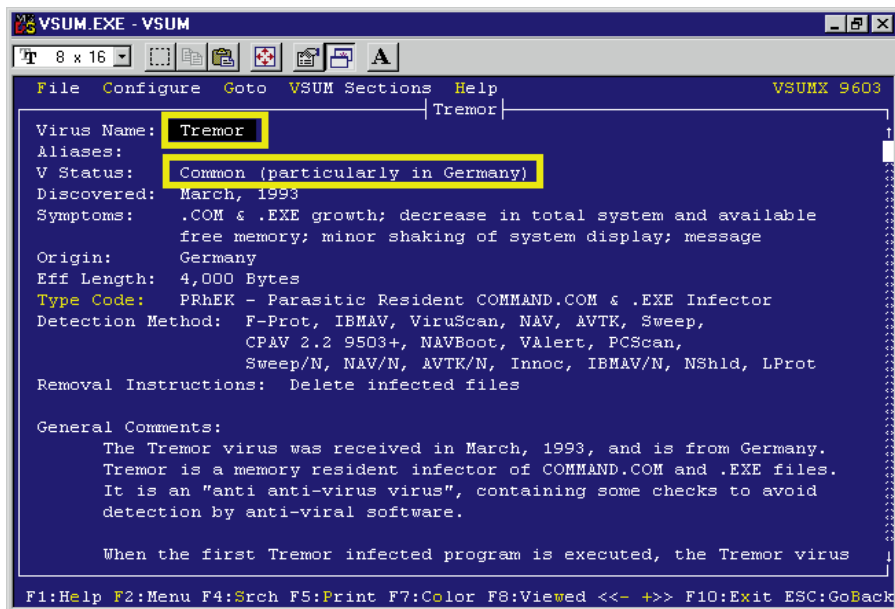 VSUM.EXE - VSUM
Tr 8 x 16 A
File Configure Goto VSUM Sections Help VSUMX 9603
Tremor
Virus Name: Tremor
Aliases:
V Status: Common (particularly in Germany)
Discovered: March, 1993
Symptoms: .COM & .EXE growth; decrease in total system and available
free memory; minor shaking of system display; message
Origin: Germany
Eff Length: 4,000 Bytes
Type Code: PRhEK - Parasitic Resident COMMAND.COM & .EXE Infector
Detection Method: F-Prot, IBMAV, ViruScan, NAV, AVTK, Sweep,
CPAV 2.2 9503+, NAVBoot, VAlert, PCScan,
Sweep/N, NAV/N, AVTK/N, Innoc, IBMAV/N, NShld, LProt
Removal Instructions: Delete infected files
General Comments:
The Tremor virus was received in March, 1993, and is from Germany.
Tremor is a memory resident infector of COMMAND.COM and .EXE files.
It is an "anti anti-virus virus", containing some checks to avoid
detection by anti-viral software.
When the first Tremor infected program is executed, the Tremor virus
F1:Help F2:Menu F4:Srch F5:Print F7:Color F8:Viewed <<- +>> F10:Exit ESC:GoBack